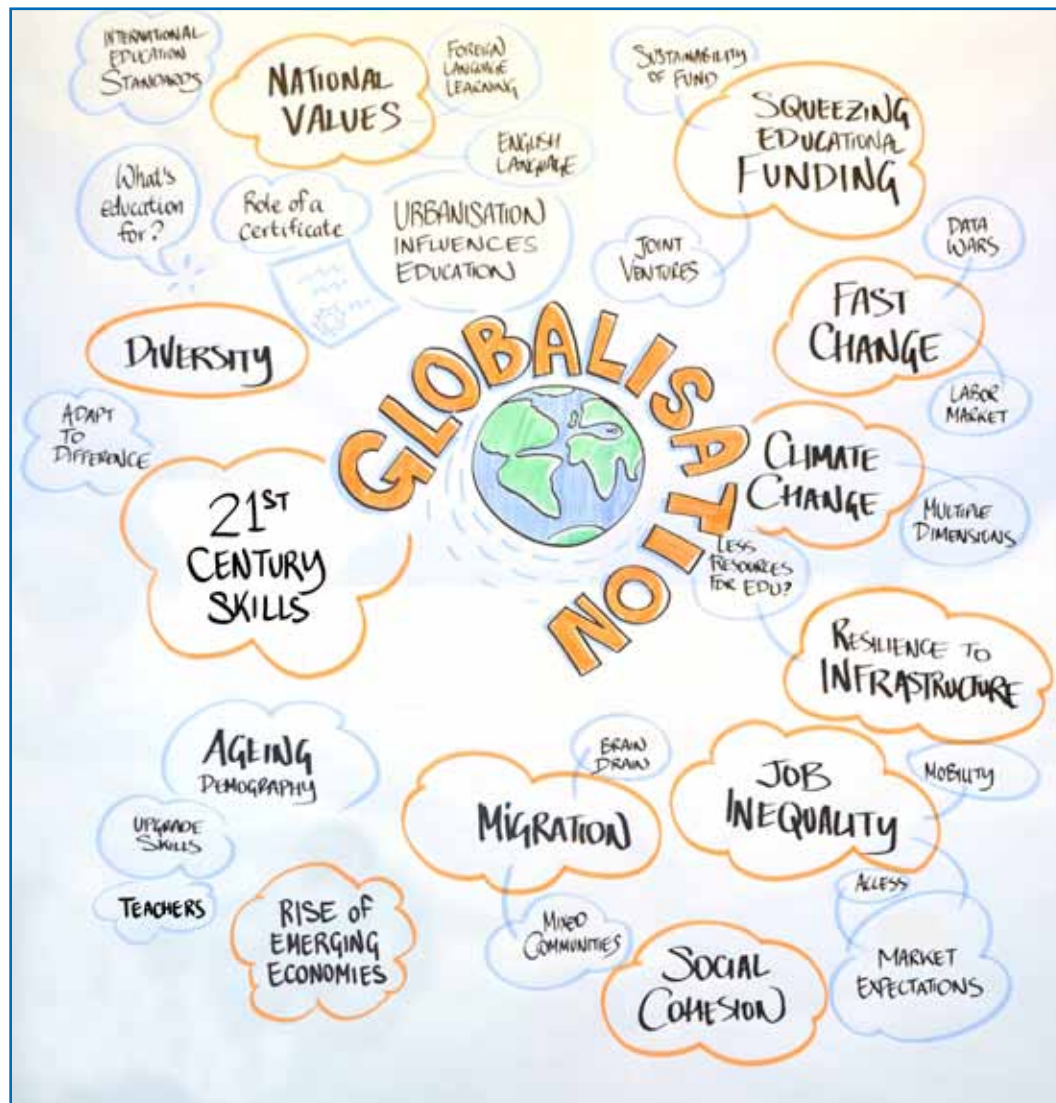 INTERNATIONAL
EDUCATION
STANDARDS
NATIONAL
VALUES
FOREIGN
LANGUAGE
LEARNING
ENGLISH
LANGUAGE
SUSTAINABILITY
OF FUND
SQUEEZING
EDUCATIONAL
FUNDING
JOINT
VENTURES
What's
education
for?
Role of a
certificate
URBANISATION
INFLUENCES
EDUCATION
DATA
WARS
FAST
CHANGE
LABOR
MARKET
DIVERSITY
ADAPT
TO
DIFFERENCE
21ST
CENTURY
SKILLS
GLOBALISATION
CLIMATE
CHANGE
MULTIPLE
DIMENSIONS
LESS
RESOURCES
FOR EDU?
RESILIENCE TO
INFRASTRUCTURE
AGEING
DEMOGRAPHY
UPGRADE
SKILLS
TEACHERS
RISE OF
EMERGING
ECONOMIES
BRAIN
DRAIN
MIGRATION
MIXED
COMMUNITIES
JOB
INEQUALITY
MOBILITY
ACCESS
MARKET
EXPECTATIONS
SOCIAL
COHESION